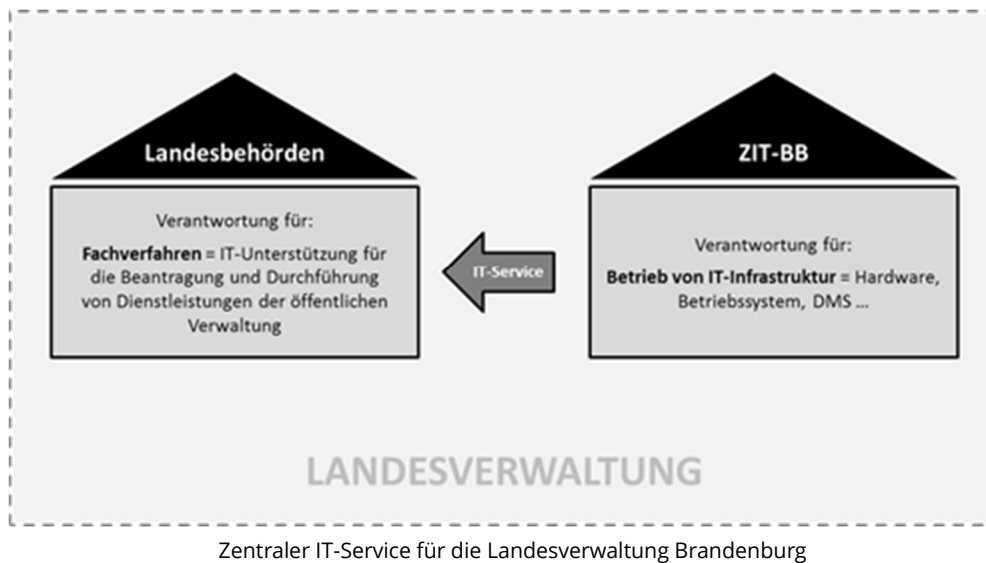 Landesbehörden
Verantwortung für:
Fachverfahren = IT-Unterstützung für
die Beantragung und Durchführung
von Dienstleistungen der öffentlichen
Verwaltung
IT-Service
ZIT-BB
Verantwortung für:
Betrieb von IT-Infrastruktur = Hardware,
Betriebssystem, DMS ...
LANDESVERWALTUNG
Zentraler IT-Service für die Landesverwaltung Brandenburg